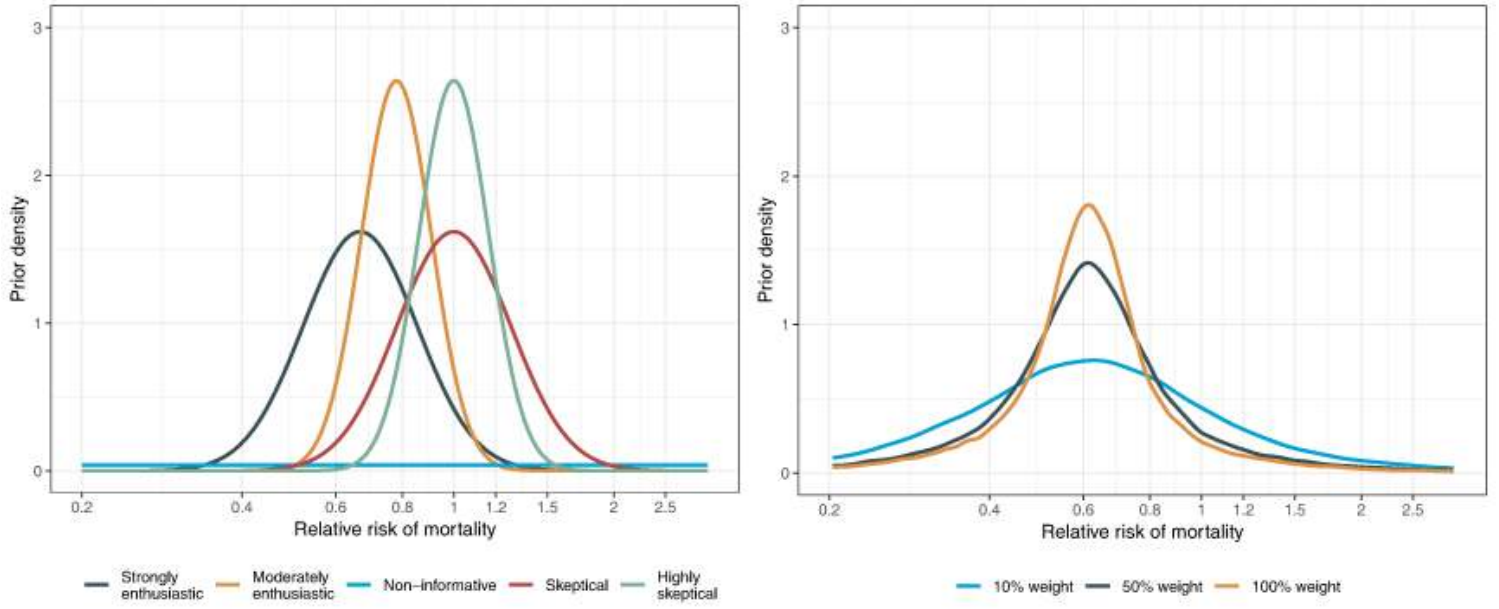 3
2
1
0
Prior density
0.2 0.4 0.6 0.8 1 1.2 1.5 2 2.5
Relative risk of mortality
Strongly enthusiastic
Moderately enthusiastic
Non–informative
Skeptical
Highly skeptical
3
2
1
0
Prior density
0.2 0.4 0.6 0.8 1 1.2 1.5 2 2.5
Relative risk of mortality
10% weight 50% weight 100% weight